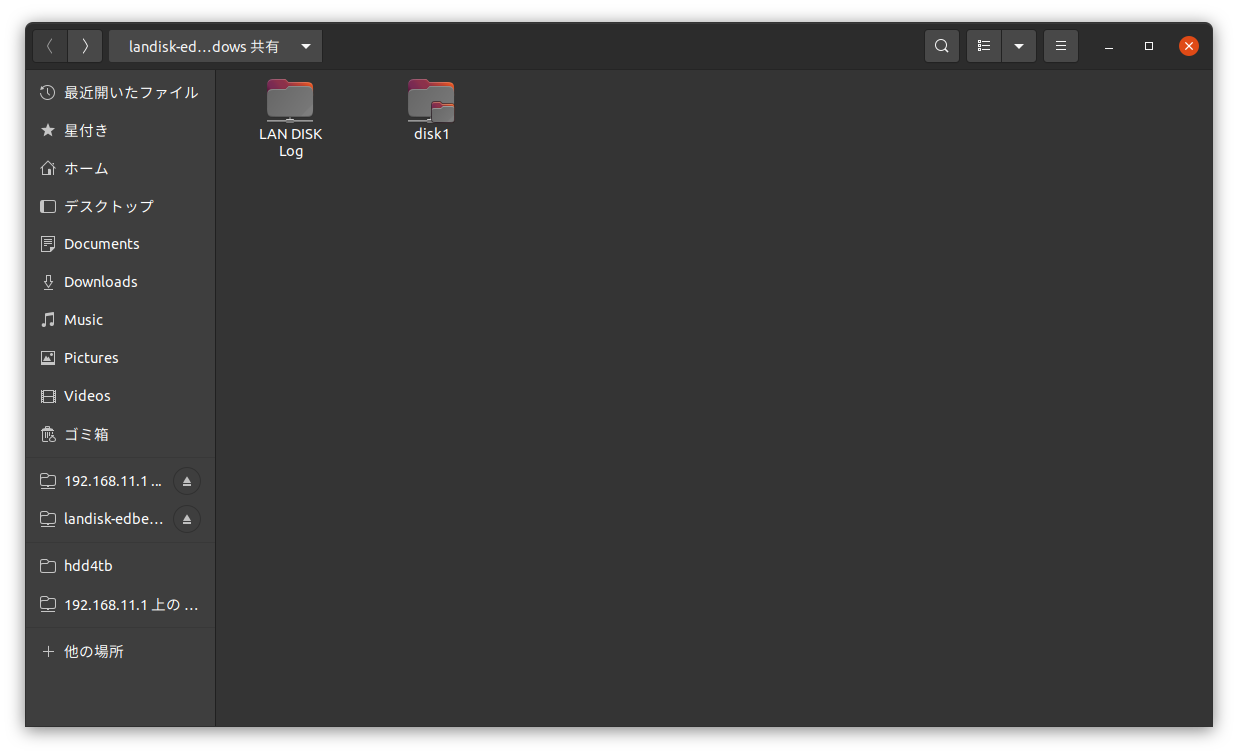 landisk-ed…dows 共有
最近開いたファイル
星付き
ホーム
デスクトップ
Documents
Downloads
Music
Pictures
Videos
ゴミ箱
192.168.11.1 …
landisk-edbe…
hdd4tb
192.168.11.1 上の …
他の場所
LAN DISK
Log
disk1